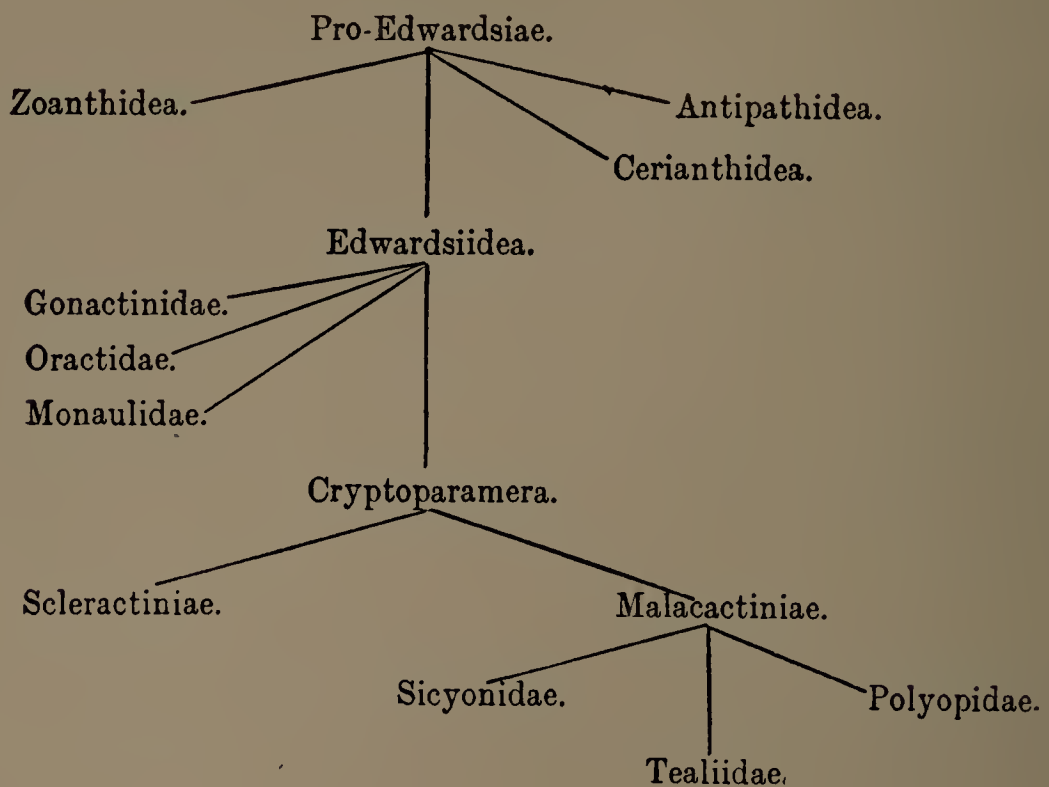 Pro-Edwardsiae.
Zoanthidea.
Antipathidea.
Cerianthidea.
Edwardsiidea.
Gonactinidae.
Oractidae.
Monaulidae.
Cryptoparamera.
Scleractiniae.
Malacactiniae.
Sicyonidae.
Polyopidae.
Tealiidae.